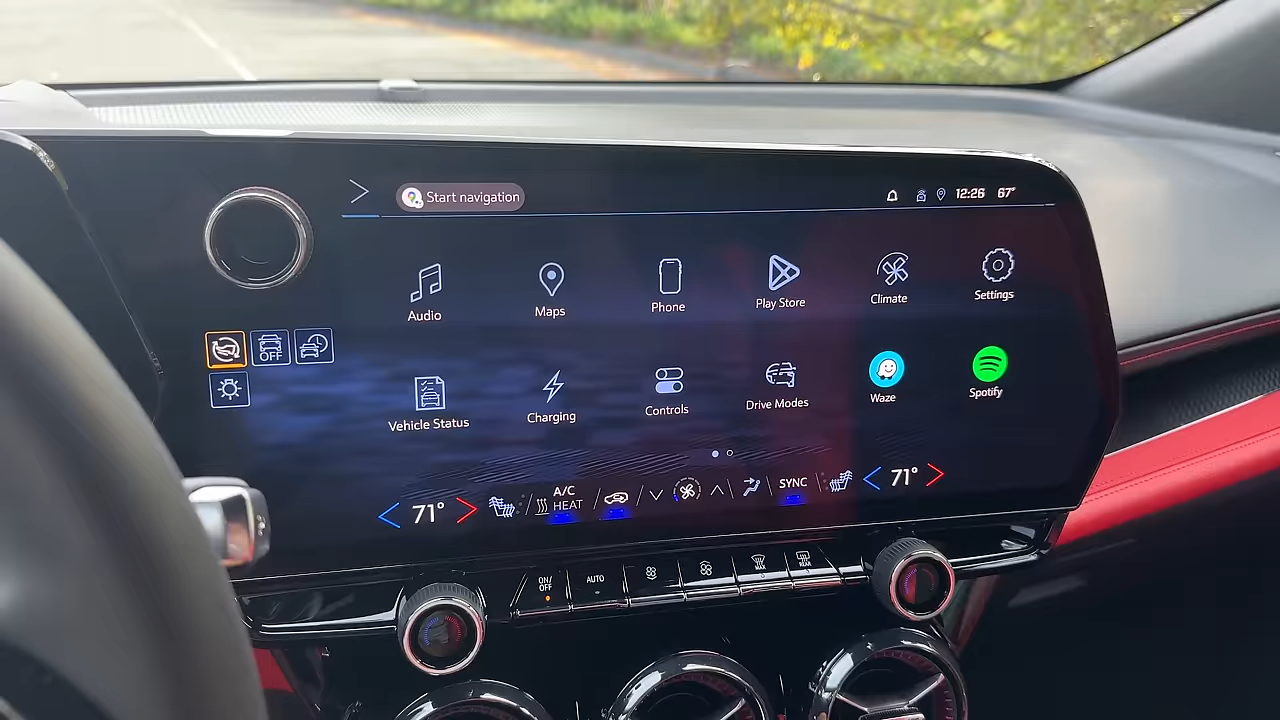 Start navigation
12:26 67°
Audio
Maps
Phone
Play Store
Climate
Settings
OFF
Vehicle Status
Charging
Controls
Drive Modes
Waze
Spotify
71°
A/C
HEAT
SYNC
71°
ON/
OFF
AUTO
MAX
REAR